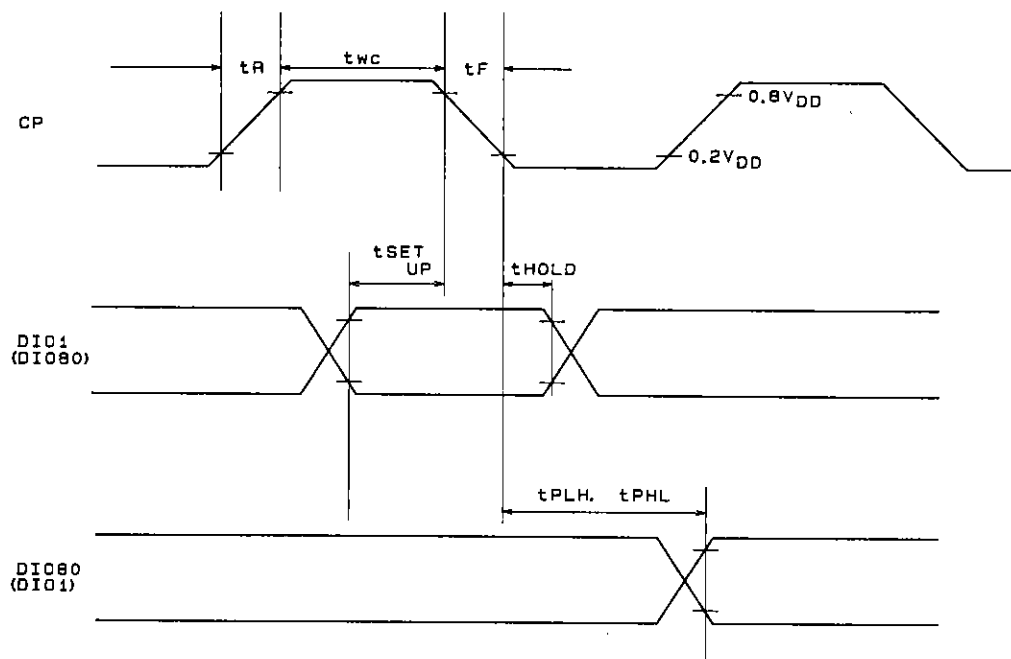 tR
twc
tF
CP
0.8VDD
0.2VDD
tSET
UP
tHOLD
DIO1
(DIO80)
tPLH. tPHL
DIO80
(DIO1)